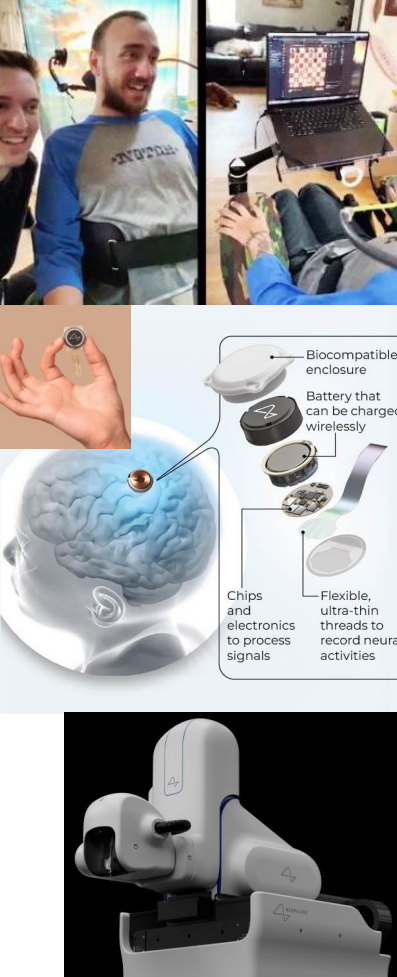 Biocompatible
enclosure
Battery that
can be charged
wirelessly
Chips
and
electronics
to process
signals
Flexible,
ultra-thin
threads to
record neura
activities